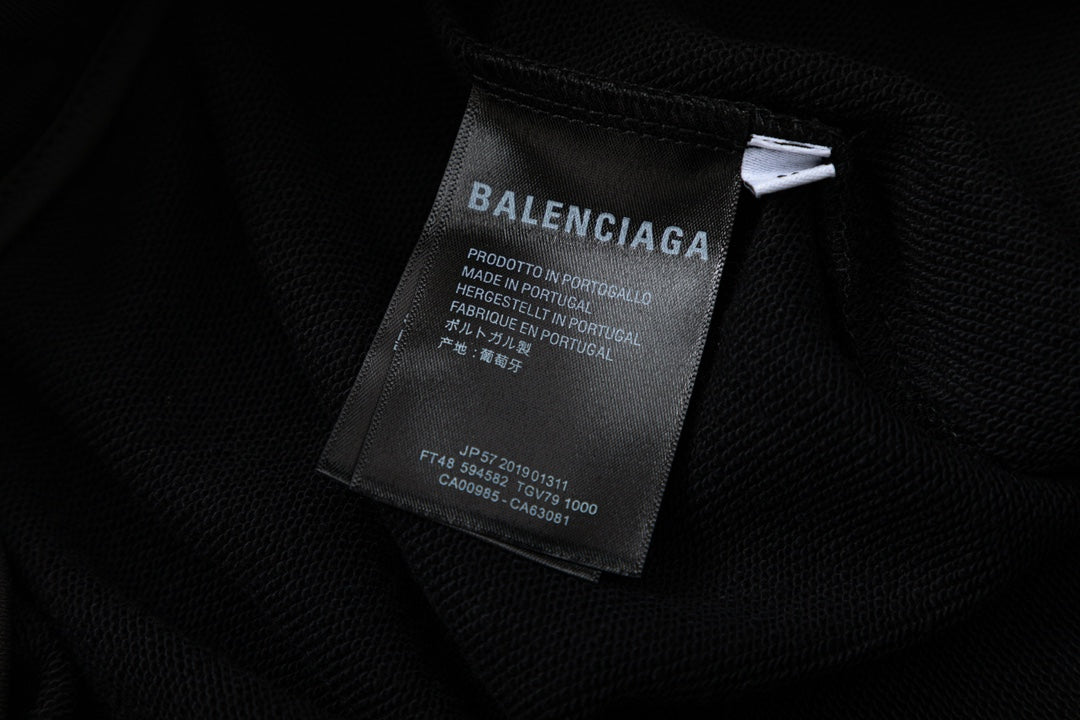 BALENCIAGA
PRODOTTO IN PORTOGALLO
MADE IN PORTUGAL
HERGESTELLT IN PORTUGAL
FABRIQUE EN PORTUGAL
ポルトガル製
产地：葡萄牙
JP57 201901311
FT48 594582 TGV79 1000
CA00985 - CA63081